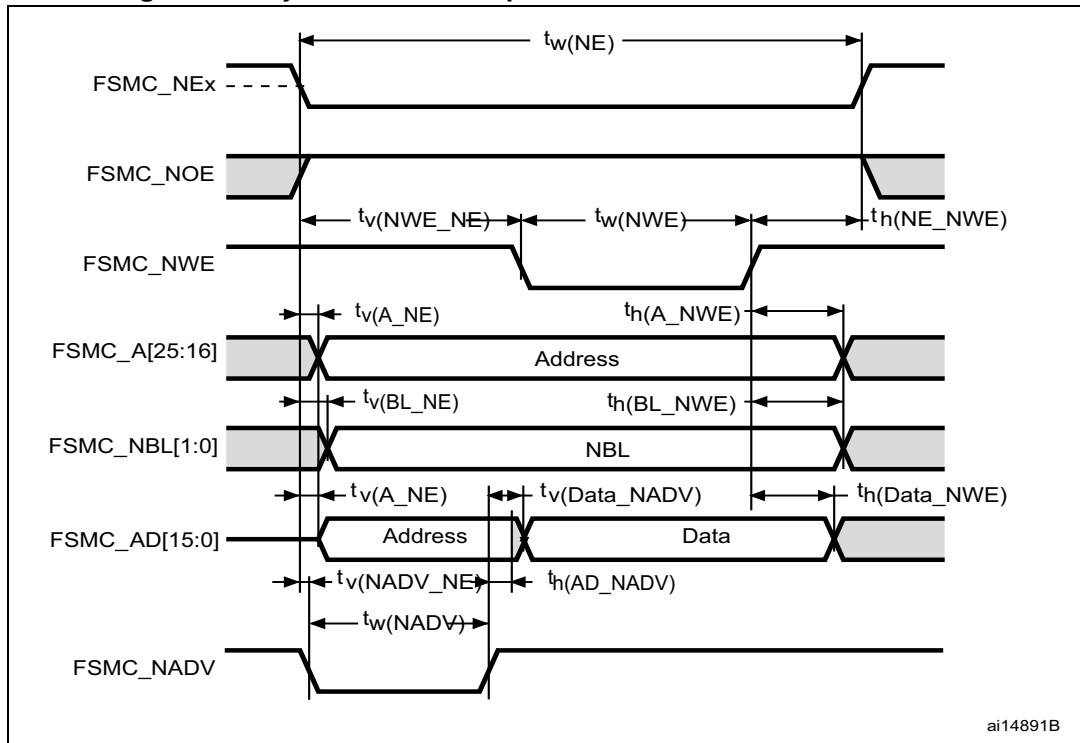 tw(NE)
FSMC_NEx
FSMC_NOE
tv(NWE_NE)
tw(NWE)
th(NE_NWE)
FSMC_NWE
tv(A_NE)
th(A_NWE)
FSMC_A[25:16]
Address
tv(BL_NE)
th(BL_NWE)
FSMC_NBL[1:0]
NBL
tv(A_NE)
tv(Data_NADV)
th(Data_NWE)
FSMC_AD[15:0]
Address
Data
tv(NADV_NE)
th(AD_NADV)
tw(NADV)
FSMC_NADV
ai14891B